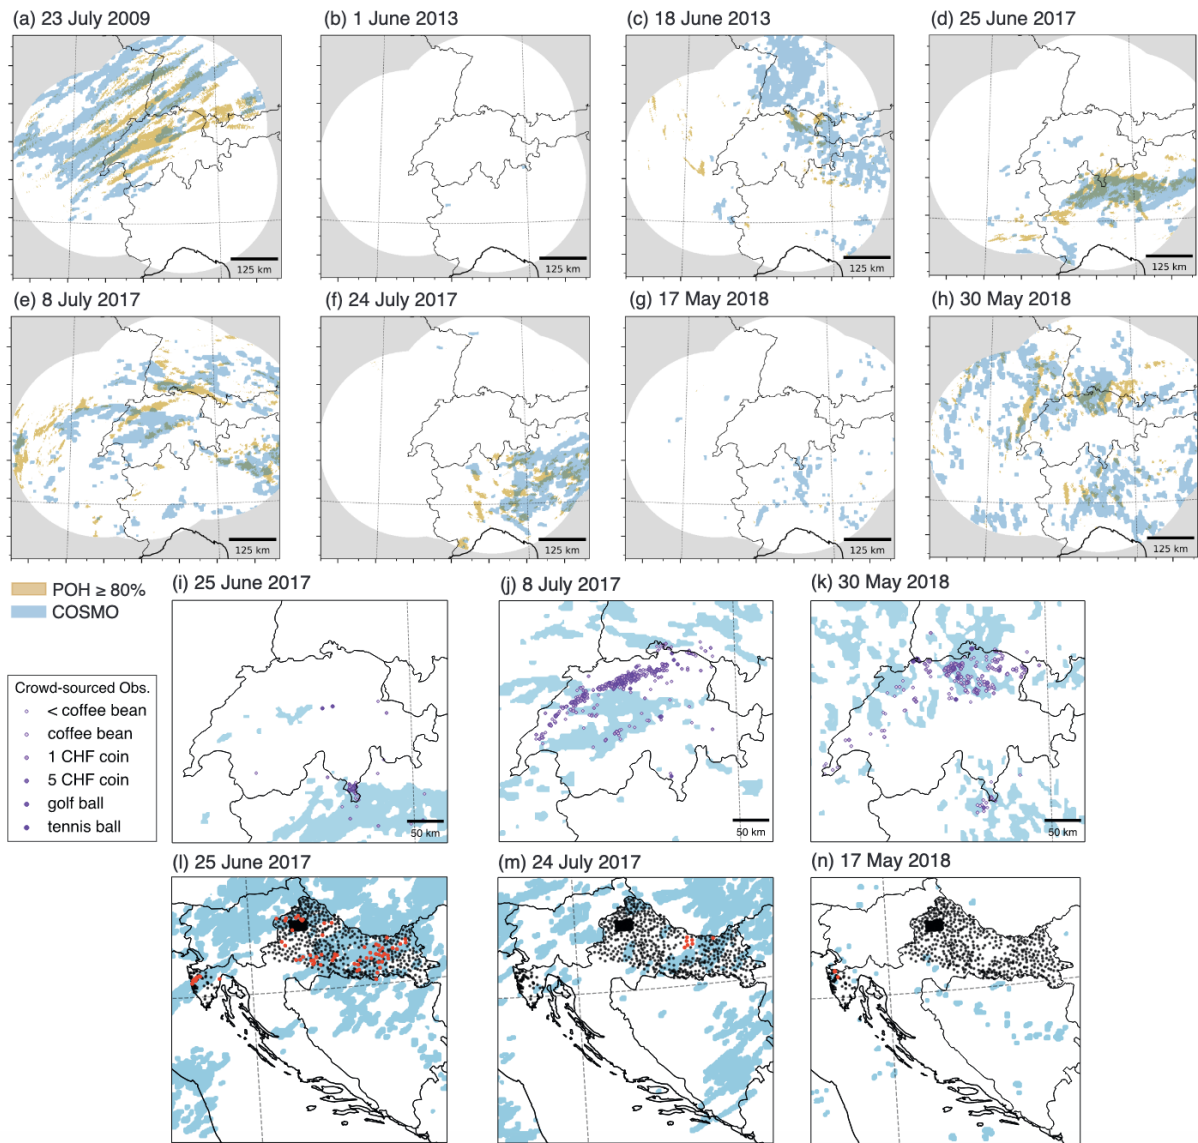 (a) 23 July 2009
(b) 1 June 2013
(c) 18 June 2013
(d) 25 June 2017
125 km
125 km
125 km
125 km
(e) 8 July 2017
(f) 24 July 2017
(g) 17 May 2018
(h) 30 May 2018
125 km
125 km
125 km
125 km
POH ≥ 80%
COSMO
(i) 25 June 2017
(j) 8 July 2017
(k) 30 May 2018
Crowd-sourced Obs.
< coffee bean
coffee bean
1 CHF coin
5 CHF coin
golf ball
tennis ball
50 km
50 km
50 km
(l) 25 June 2017
(m) 24 July 2017
(n) 17 May 2018